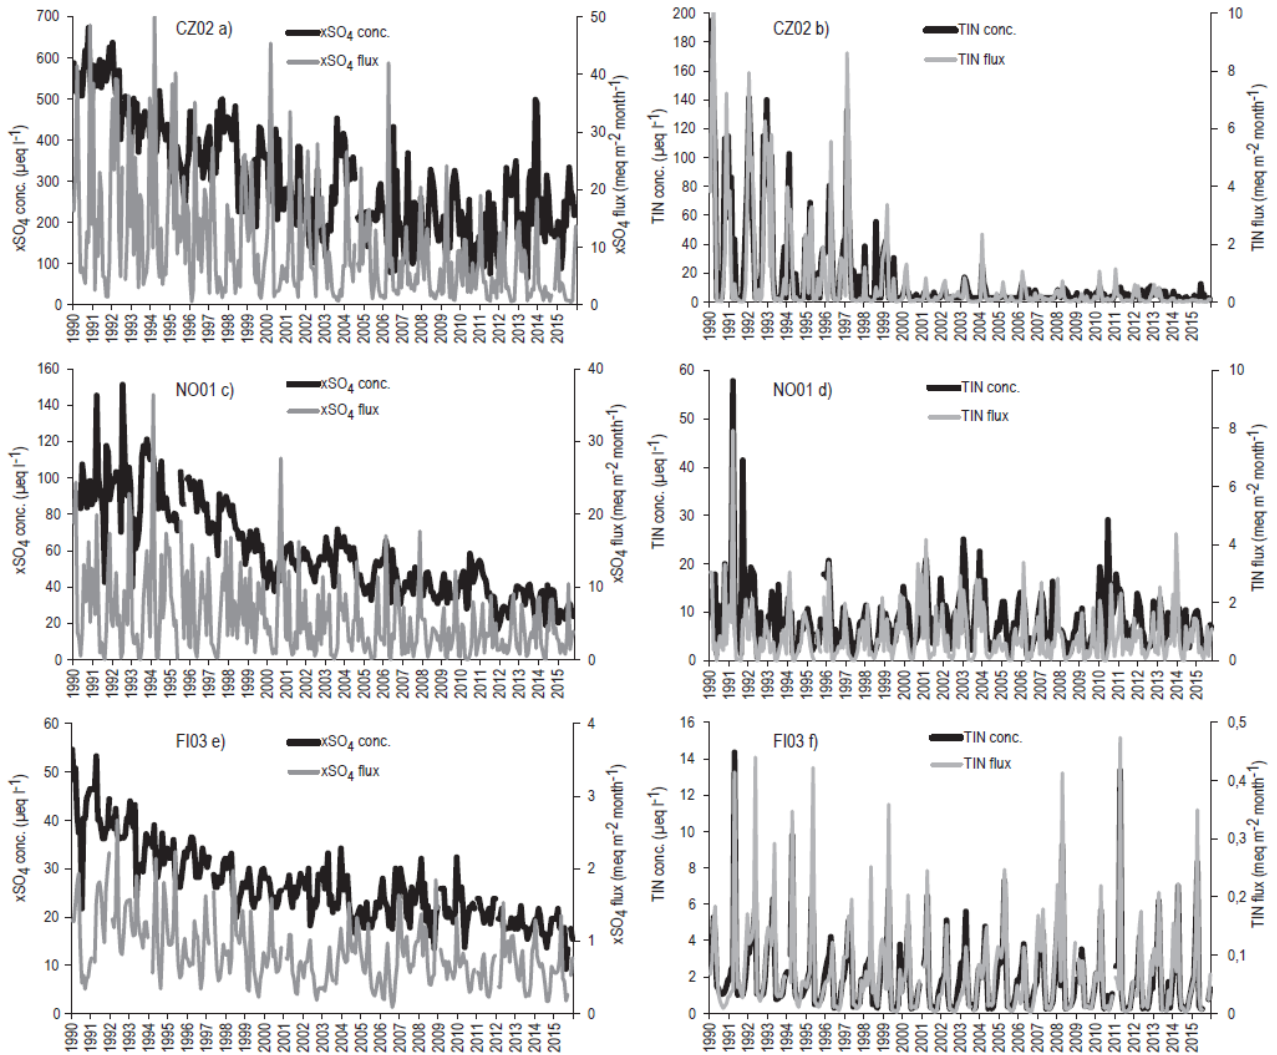 CZ02 a)
xSO4 conc.
xSO4 flux
xSO4 conc. (µeq l-1)
700
600
500
400
300
200
100
0
50
40
30
20
10
0
xSO4 flux (meq m-2 month-1)
1990 1991 1992 1993 1994 1995 1996 1997 1998 1999 2000 2001 2002 2003 2004 2005 2006 2007 2008 2009 2010 2011 2012 2013 2014 2015
CZ02 b)
TIN conc.
TIN flux
TIN conc. (µeq l-1)
200
180
160
140
120
100
80
60
40
20
0
10
8
6
4
2
0
TIN flux (meq m-2 month-1)
1990 1991 1992 1993 1994 1995 1996 1997 1998 1999 2000 2001 2002 2003 2004 2005 2006 2007 2008 2009 2010 2011 2012 2013 2014 2015
NO01 c)
xSO4 conc.
xSO4 flux
xSO4 conc. (µeq l-1)
160
140
120
100
80
60
40
20
0
40
30
20
10
0
xSO4 flux (meq m-2 month-1)
1990 1991 1992 1993 1994 1995 1996 1997 1998 1999 2000 2001 2002 2003 2004 2005 2006 2007 2008 2009 2010 2011 2012 2013 2014 2015
NO01 d)
TIN conc.
TIN flux
TIN conc. (µeq l-1)
60
50
40
30
20
10
0
10
8
6
4
2
0
TIN flux (meq m-2 month-1)
1990 1991 1992 1993 1994 1995 1996 1997 1998 1999 2000 2001 2002 2003 2004 2005 2006 2007 2008 2009 2010 2011 2012 2013 2014 2015
FI03 e)
xSO4 conc.
xSO4 flux
xSO4 conc. (µeq l-1)
60
50
40
30
20
10
0
4
3
2
1
0
xSO4 flux (meq m-2 month-1)
1990 1991 1992 1993 1994 1995 1996 1997 1998 1999 2000 2001 2002 2003 2004 2005 2006 2007 2008 2009 2010 2011 2012 2013 2014 2015
FI03 f)
TIN conc.
TIN flux
TIN conc. (µeq l-1)
16
14
12
10
8
6
4
2
0
0,5
0,4
0,3
0,2
0,1
0
TIN flux (meq m-2 month-1)
1990 1991 1992 1993 1994 1995 1996 1997 1998 1999 2000 2001 2002 2003 2004 2005 2006 2007 2008 2009 2010 2011 2012 2013 2014 2015